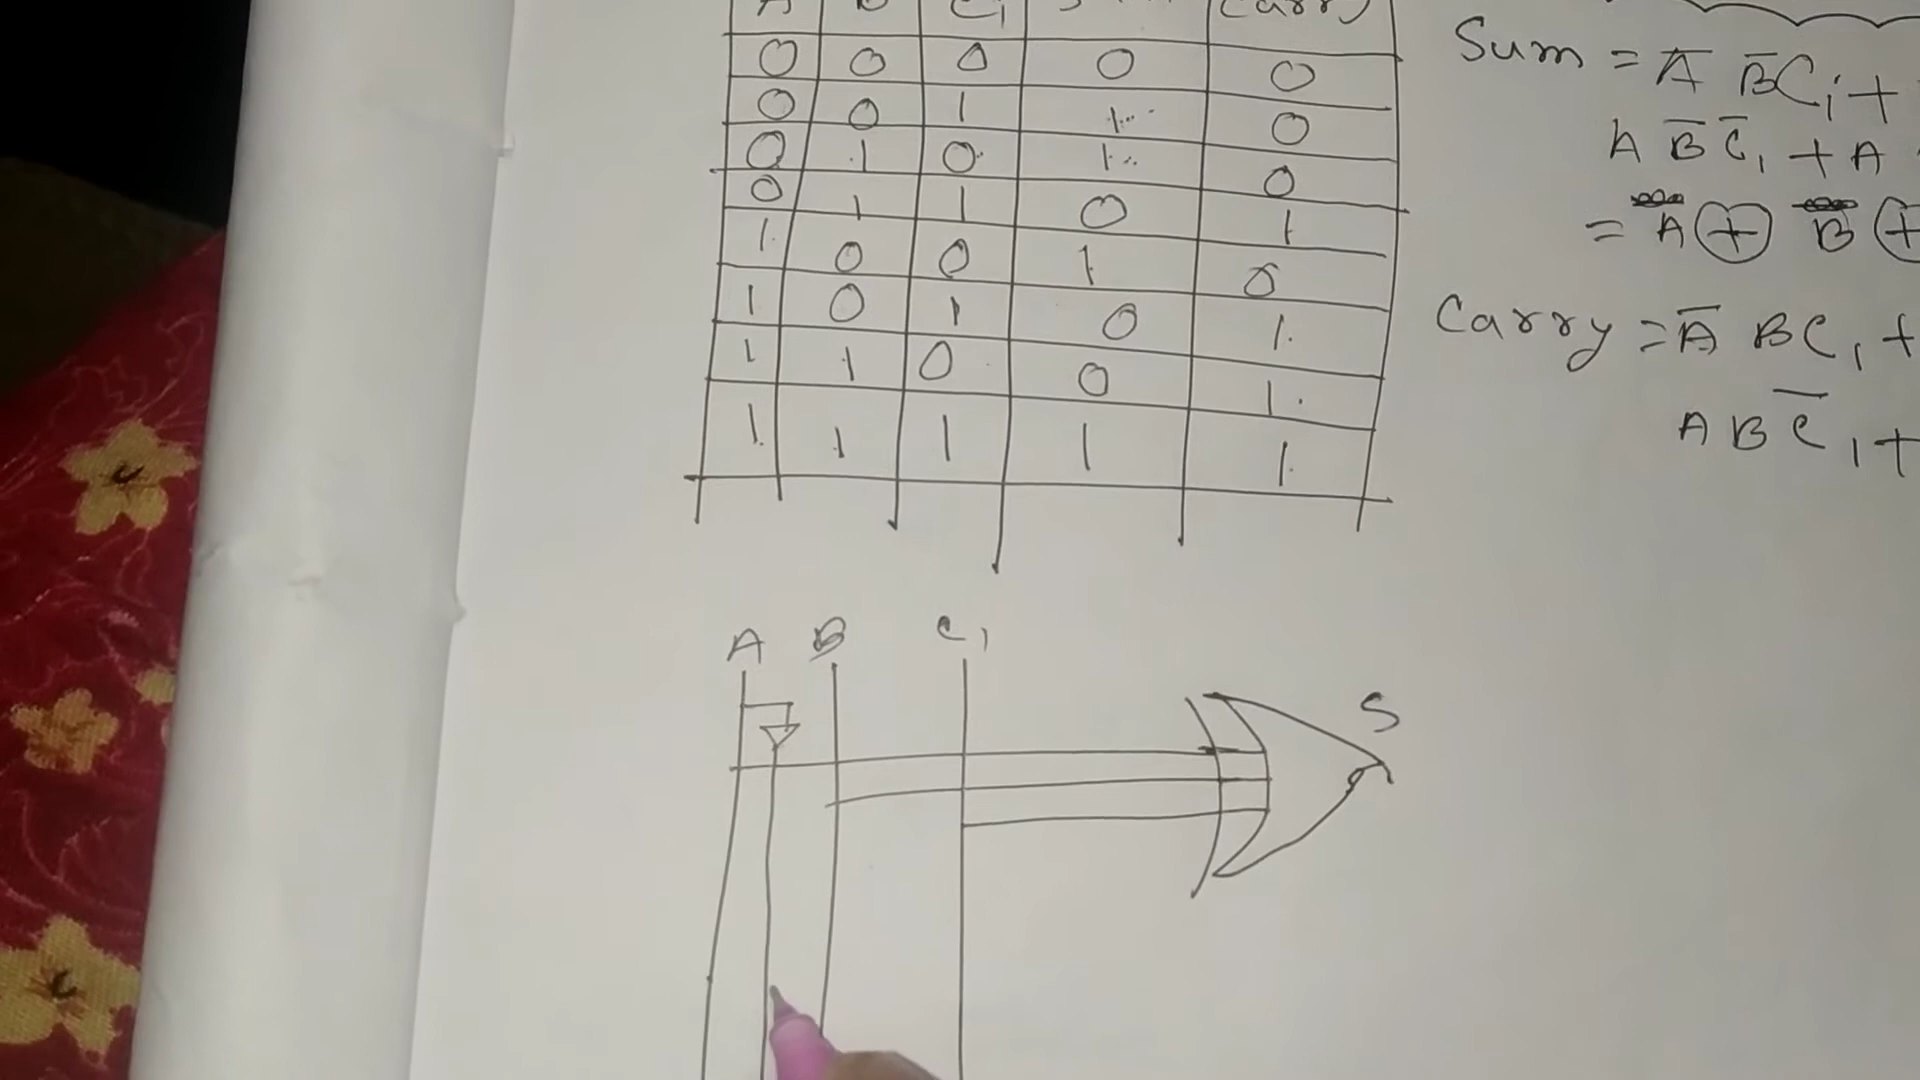 A B C1
0 0 0 0 0
0 0 1 1 0
0 1 0 1 0
0 1 1 0 1
1 0 0 1 0
1 0 1 0 1
1 1 0 0 1
1 1 1 1 1
Sum = A̅ B̅Ci +
A B̅ C̅1 + A
= A ⊕ B ⊕
Carry = A̅ BC1 +
A B C̅1 +
A B C1
S